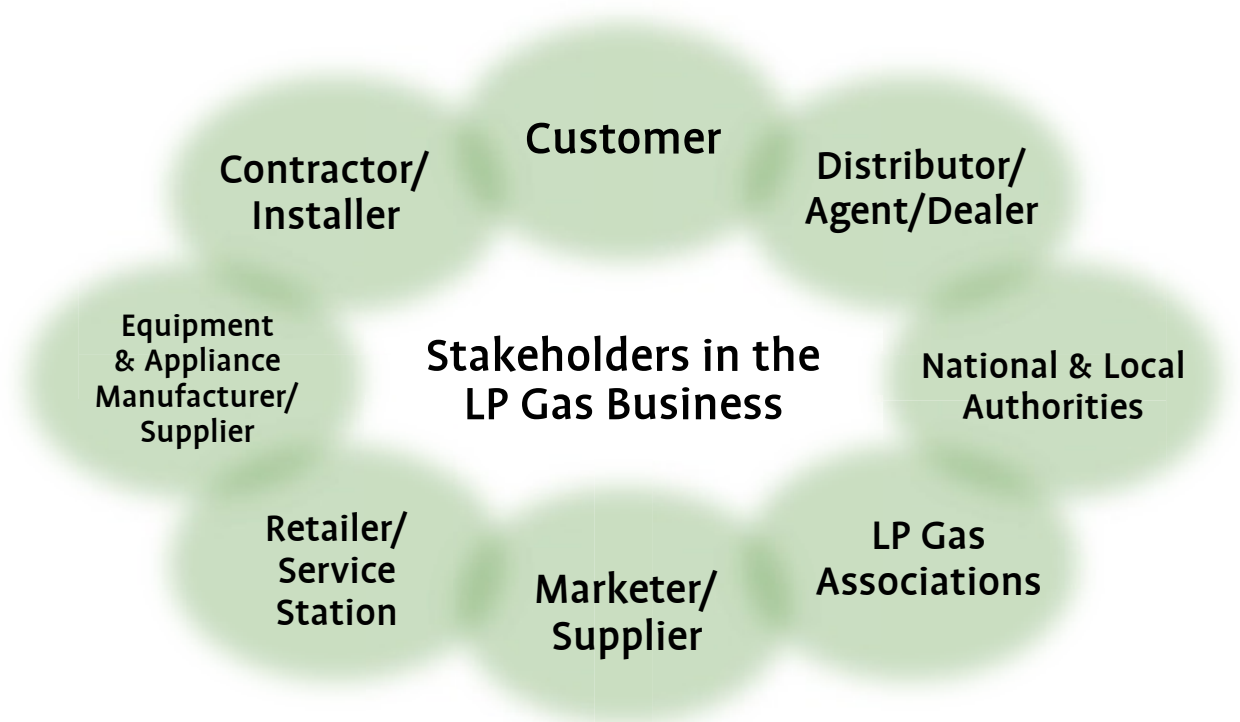 Customer
Contractor/
Installer
Distributor/
Agent/Dealer
Equipment
& Appliance
Manufacturer/
Supplier
Stakeholders in the
LP Gas Business
National & Local
Authorities
Retailer/
Service
Station
Marketer/
Supplier
LP Gas
Associations